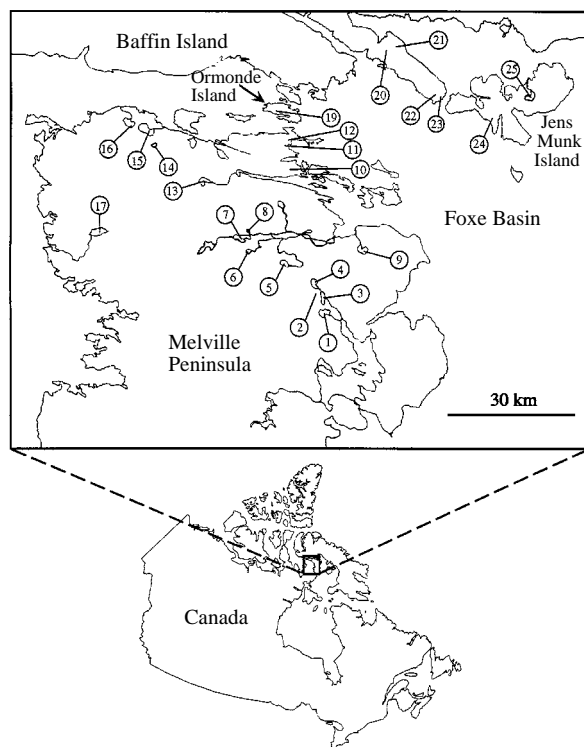 Baffin Island
21
Ormonde
Island
25
20
22
23
Jens
Munk
Island
19
24
16
12
15
14
11
13
10
17
Foxe Basin
7
8
9
6
5
4
3
2
1
Melville
Peninsula
30 km
Canada